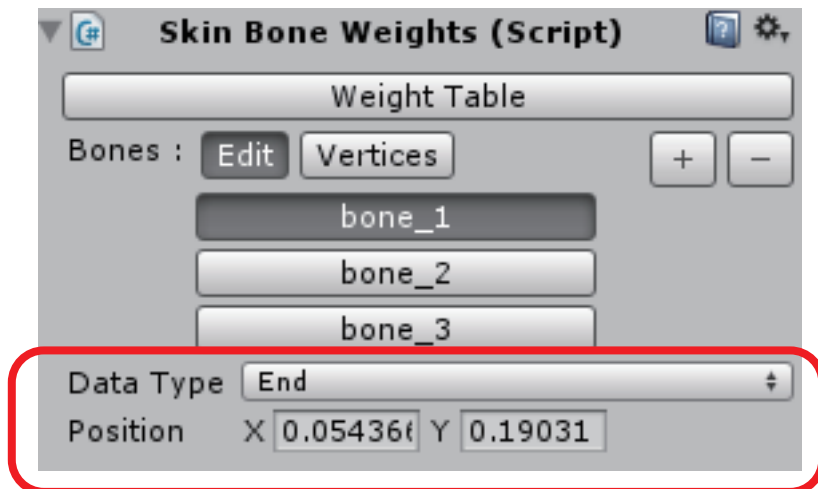 Skin Bone Weights (Script)
Weight Table
Bones : Edit Vertices + −
bone_1
bone_2
bone_3
Data Type End
Position X Y 0.19031